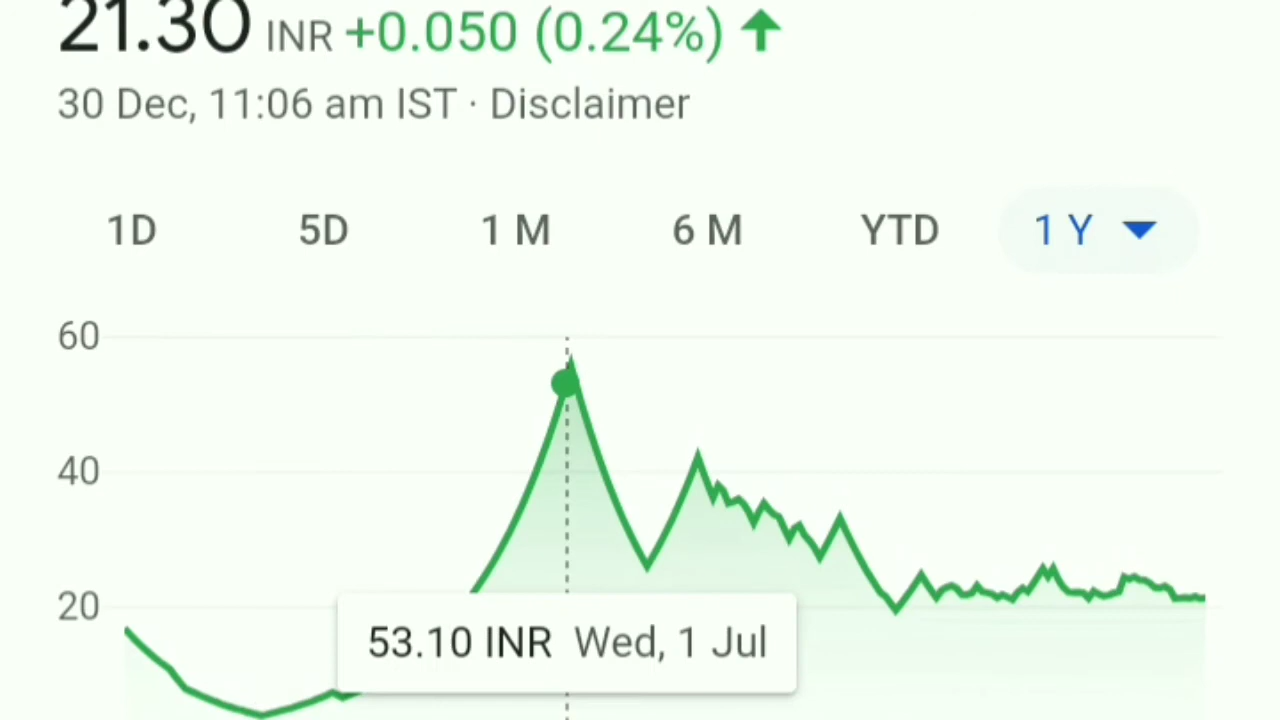 21.30 INR +0.050 (0.24%)
30 Dec, 11:06 am IST · Disclaimer
1D 5D 1 M 6 M YTD 1 Y
60
40
20
53.10 INR Wed, 1 Jul